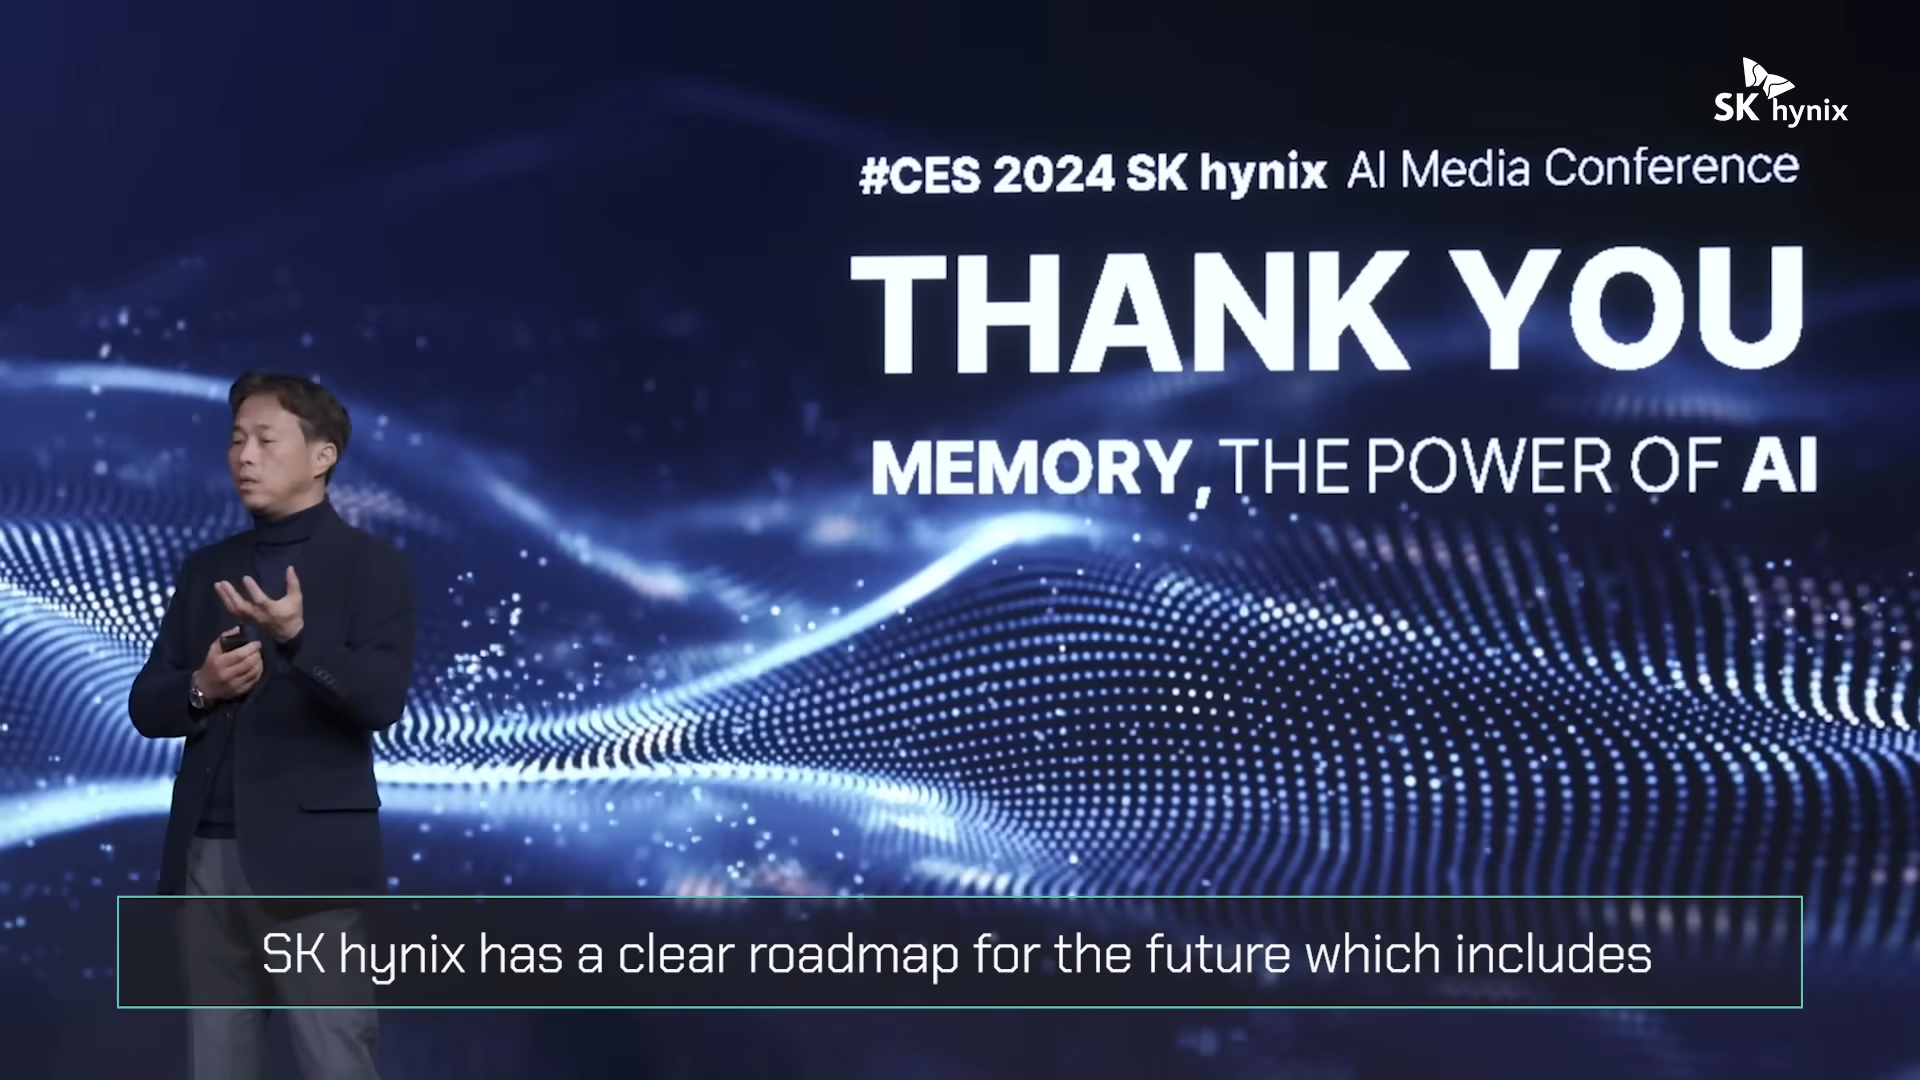 SK hynix
#CES 2024 SK hynix AI Media Conference
THANK YOU
MEMORY, THE POWER OF AI
SK hynix has a clear roadmap for the future which includes